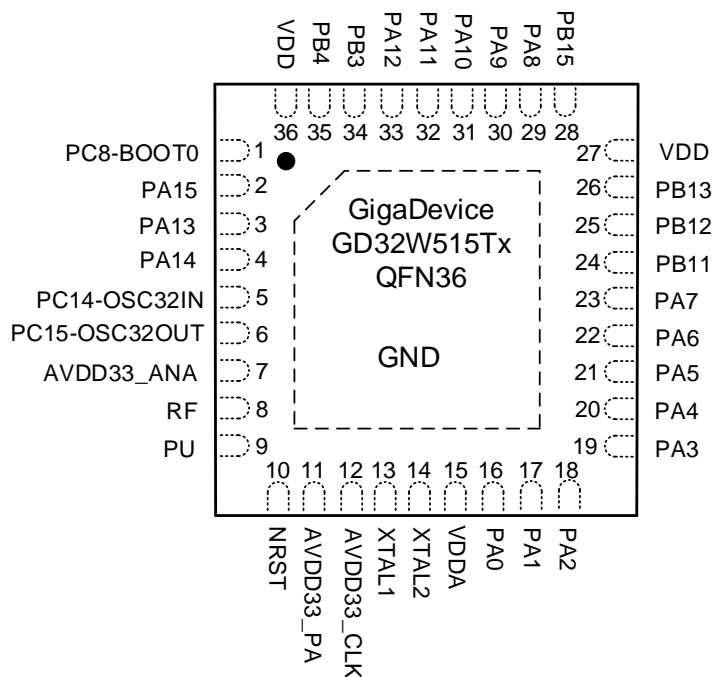 VDD
PB4
PB3
PA12
PA11
PA10
PA9
PA8
PB15
36
35
34
33
32
31
30
29
28
PC8-BOOT0
1
PA15
2
PA13
3
PA14
4
PC14-OSC32IN
5
PC15-OSC32OUT
6
AVDD33_ANA
7
RF
8
PU
9
GigaDevice
GD32W515Tx
QFN36
GND
27
VDD
26
PB13
25
PB12
24
PB11
23
PA7
22
PA6
21
PA5
20
PA4
19
PA3
10
11
12
13
14
15
16
17
18
NRST
AVDD33_PA
AVDD33_CLK
XTAL1
XTAL2
VDDA
PA0
PA1
PA2